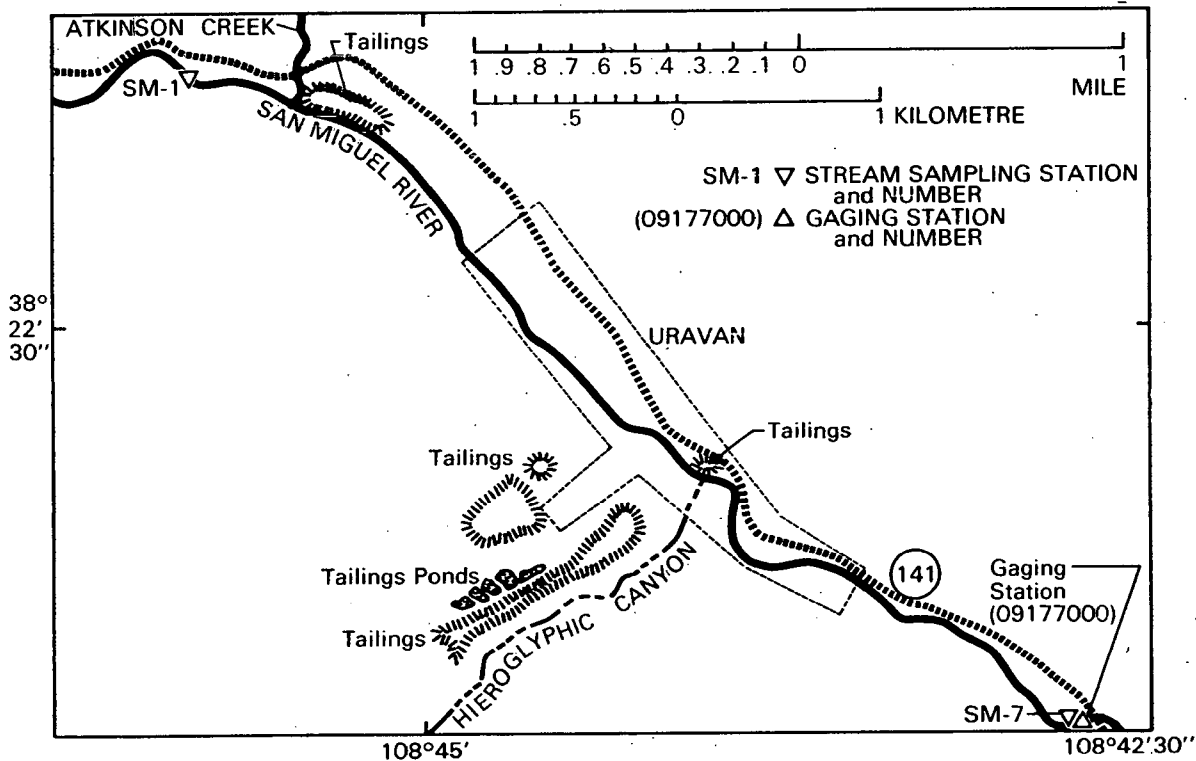 ATKINSON CREEK
Tailings
SM-1
SAN MIGUEL RIVER
1 .9 .8 .7 .6 .5 .4 .3 .2 .1 0 1
MILE
1 .5 0 1 KILOMETRE
SM-1 ▽ STREAM SAMPLING STATION
and NUMBER
(09177000) △ GAGING STATION
and NUMBER
38°
22'
30"
URAVAN
Tailings
Tailings
Tailings Ponds
Tailings
HIEROGLYPHIC CANYON
141
Gaging
Station
(09177000)
SM-7
108°45'
108°42'30"